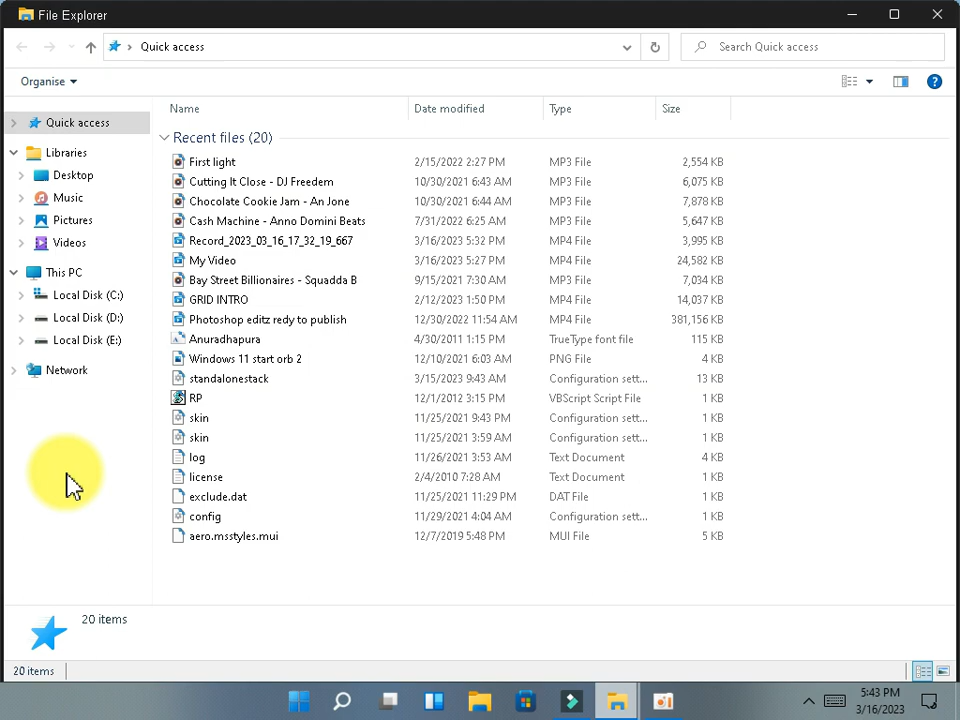 File Explorer
Quick access
Search Quick access
Organise
Name Date modified Type Size
Quick access
Libraries
Desktop
Music
Pictures
Videos
This PC
Local Disk (C:)
Local Disk (D:)
Local Disk (E:)
Network
Recent files (20)
First light 2/15/2022 2:27 PM MP3 File 2,554 KB
Cutting It Close - DJ Freedem 10/30/2021 6:43 AM MP3 File 6,075 KB
Chocolate Cookie Jam - An Jone 10/30/2021 6:44 AM MP3 File 7,878 KB
Cash Machine - Anno Domini Beats 7/31/2022 6:25 AM MP3 File 5,647 KB
Record_2023_03_16_17_32_19_667 3/16/2023 5:32 PM MP4 File 3,995 KB
My Video 3/16/2023 5:27 PM MP4 File 24,582 KB
Bay Street Billionaires - Squadda B 9/15/2021 7:30 AM MP3 File 7,034 KB
GRID INTRO 2/12/2023 1:50 PM MP4 File 14,037 KB
Photoshop editz redy to publish 12/30/2022 11:54 AM MP4 File 381,156 KB
Anuradhapura 4/30/2011 1:15 PM TrueType font file 115 KB
Windows 11 start orb 2 12/10/2021 6:03 AM PNG File 4 KB
standalonestack 3/15/2023 9:43 AM Configuration sett... 13 KB
RP 12/1/2012 3:15 PM VBScript Script File 1 KB
skin 11/25/2021 9:43 PM Configuration sett... 1 KB
skin 11/25/2021 3:59 AM Configuration sett... 1 KB
log 11/26/2021 3:53 AM Text Document 4 KB
license 2/4/2010 7:28 AM Text Document 1 KB
exclude.dat 11/25/2021 11:29 PM DAT File 1 KB
config 11/29/2021 4:04 AM Configuration sett... 1 KB
aero.msstyles.mui 12/7/2019 5:48 PM MUI File 5 KB
20 items
20 items
5:43 PM
3/16/2023